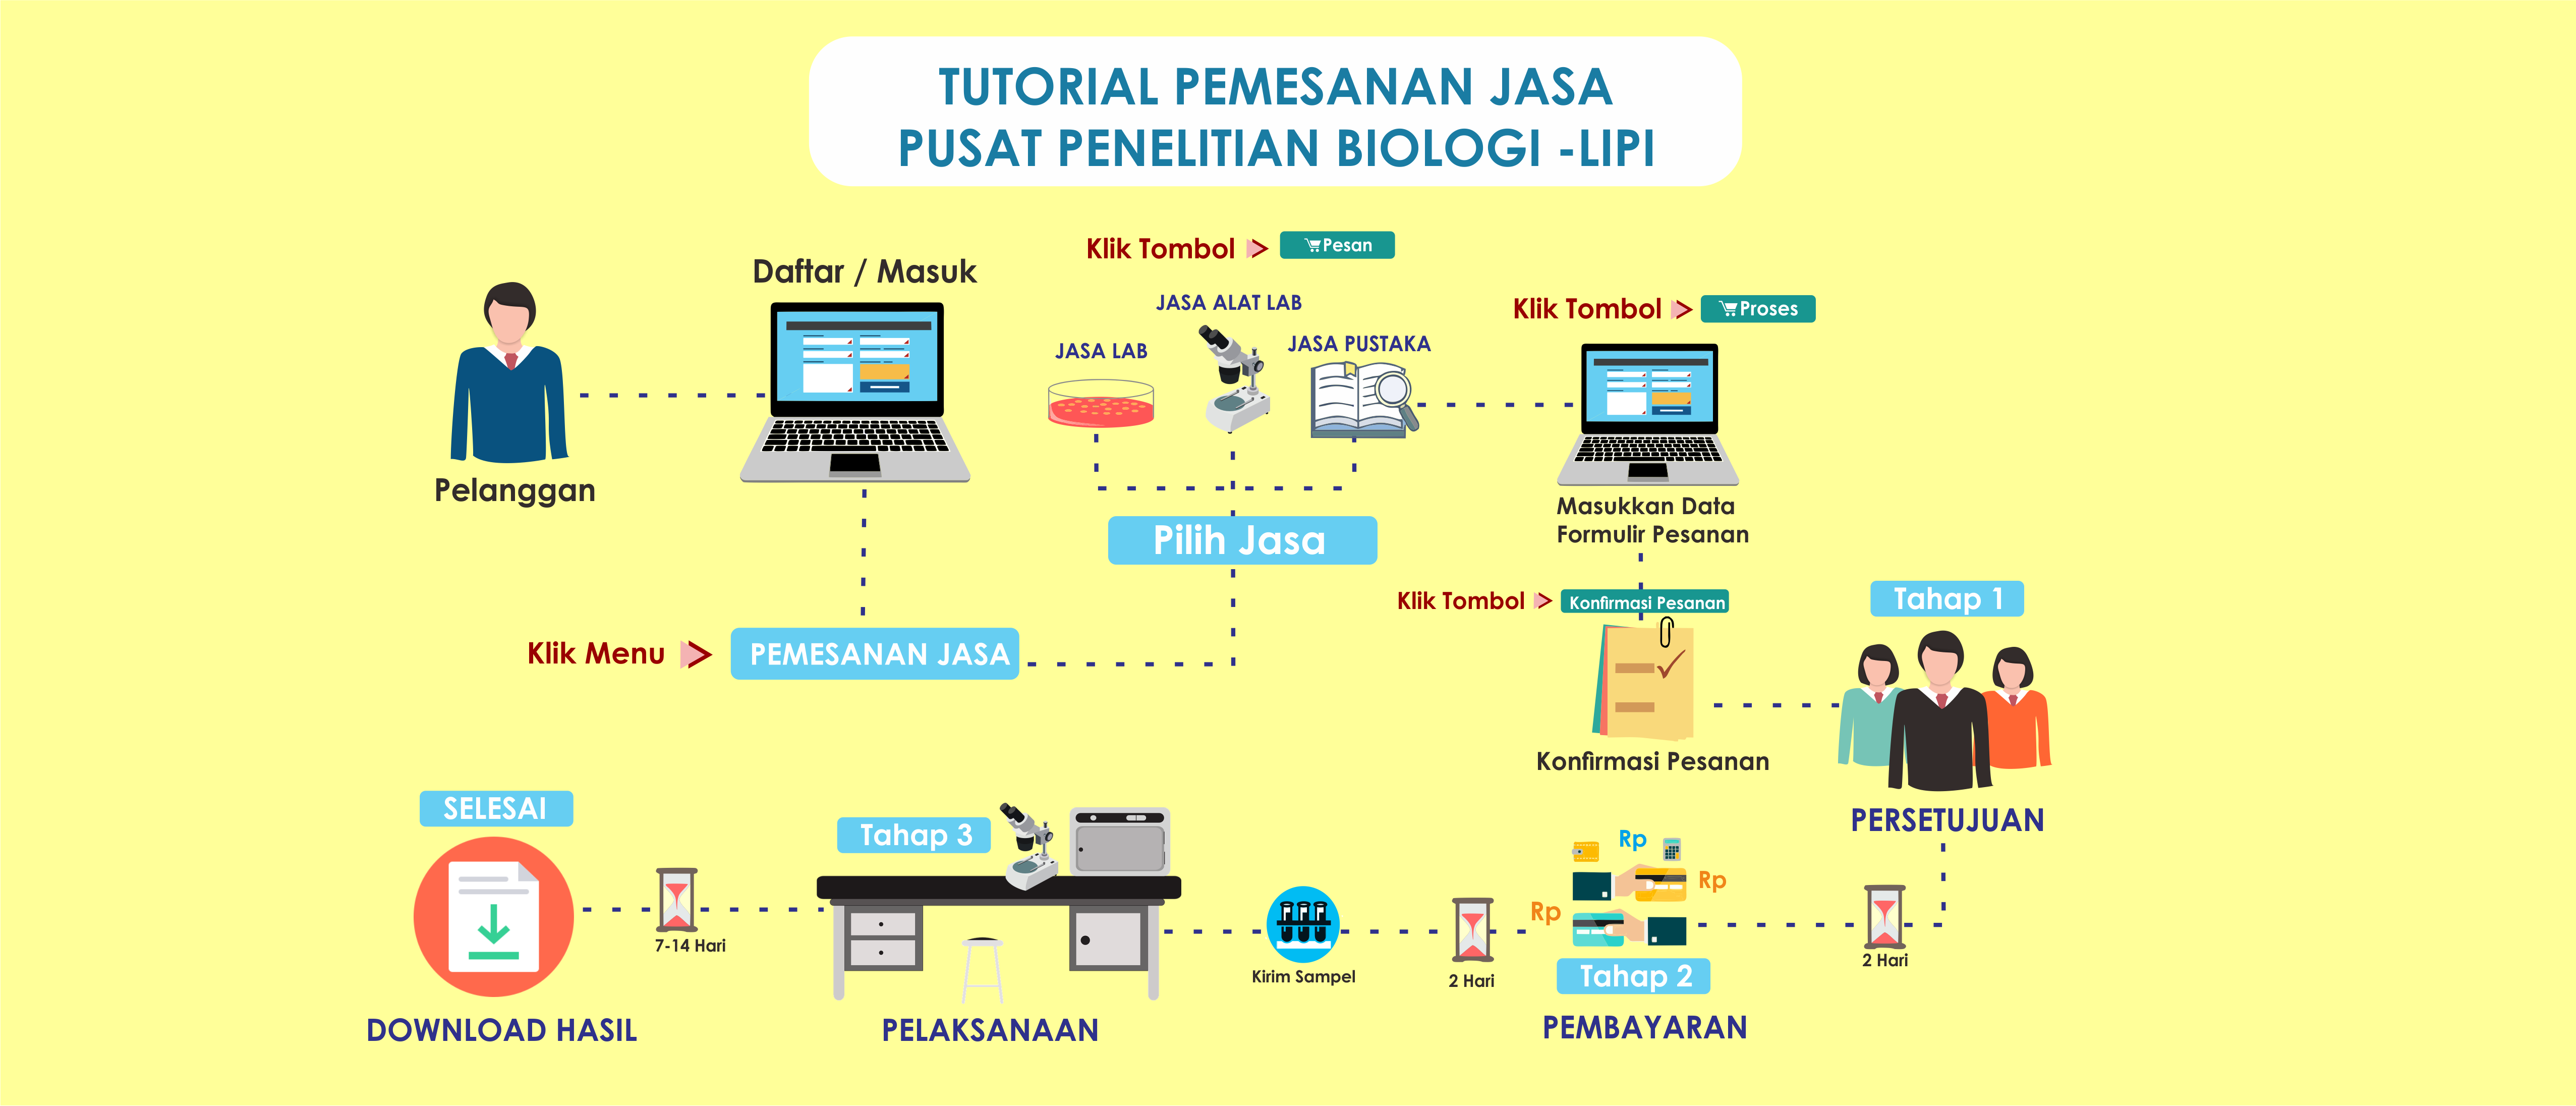 TUTORIAL PEMESANAN JASA
PUSAT PENELITIAN BIOLOGI -LIPI
Pelanggan
Daftar / Masuk
Klik Menu
PEMESANAN JASA
Klik Tombol
Pesan
JASA ALAT LAB
JASA LAB
JASA PUSTAKA
Pilih Jasa
Klik Tombol
Proses
Masukkan Data
Formulir Pesanan
Klik Tombol
Konfirmasi Pesanan
Konfirmasi Pesanan
Tahap 1
PERSETUJUAN
2 Hari
Rp
Rp
Rp
Tahap 2
PEMBAYARAN
2 Hari
Kirim Sampel
Tahap 3
PELAKSANAAN
7-14 Hari
SELESAI
DOWNLOAD HASIL